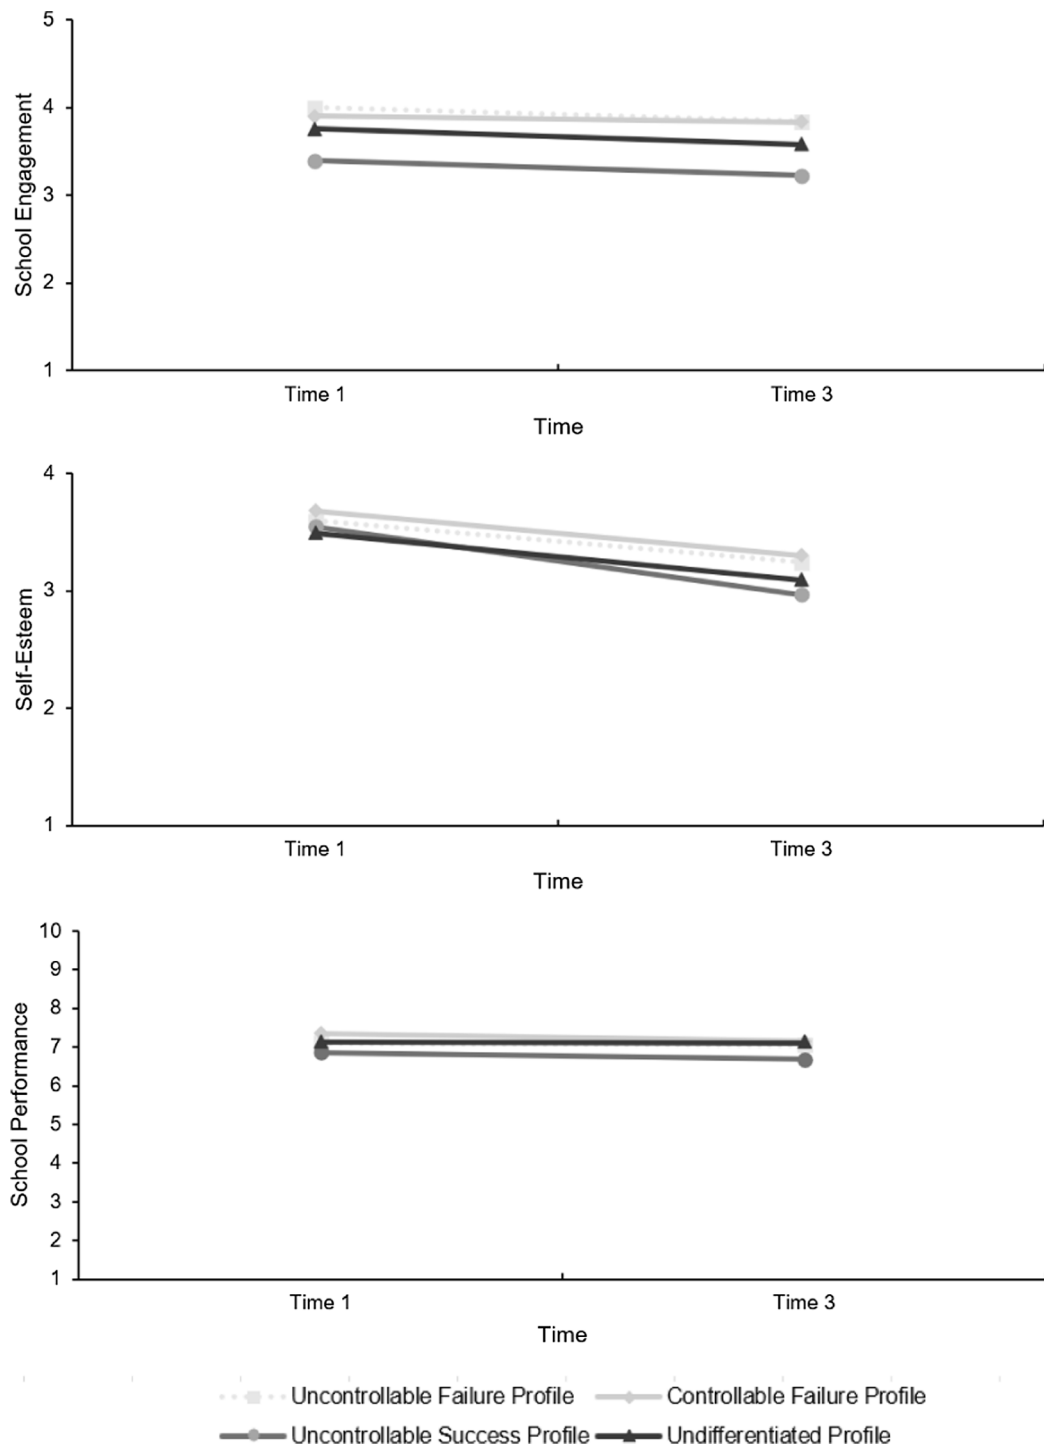 5
4
3
2
1
School Engagement
Time 1
Time 3
Time
4
3
2
1
Self-Esteem
Time 1
Time 3
Time
10
9
8
7
6
5
4
3
2
1
School Performance
Time 1
Time 3
Time
Uncontrollable Failure Profile
Controllable Failure Profile
Uncontrollable Success Profile
Undifferentiated Profile